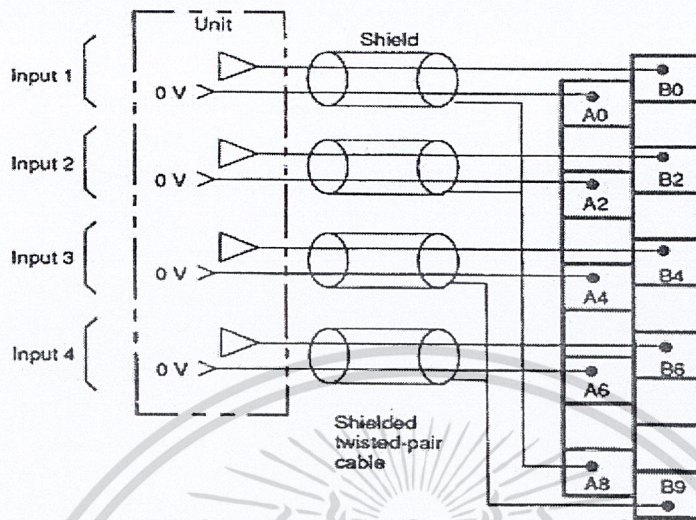 Unit
Shield
Input 1
0 V
B0
A0
Input 2
0 V
B2
A2
Input 3
0 V
B4
A4
Input 4
0 V
B6
A6
Shielded
twisted-pair
cable
A8
B9